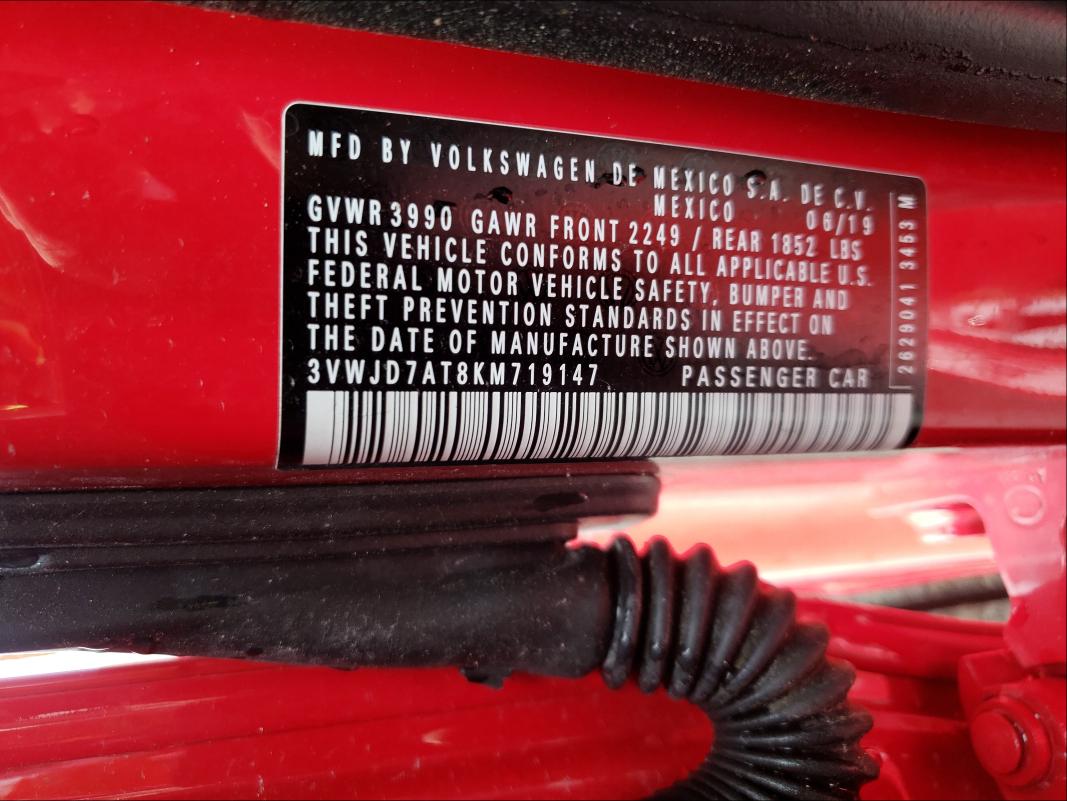 MFD BY VOLKSWAGEN DE MEXICO S.A. DE C.V.
MEXICO 06/19
GVWR 3990 GAWR FRONT 2249 / REAR 1852 LBS
THIS VEHICLE CONFORMS TO ALL APPLICABLE U.S.
FEDERAL MOTOR VEHICLE SAFETY, BUMPER AND
THEFT PREVENTION STANDARDS IN EFFECT ON
THE DATE OF MANUFACTURE SHOWN ABOVE.
3VWJD7AT8KM719147 PASSENGER CAR
2629041 3453 M